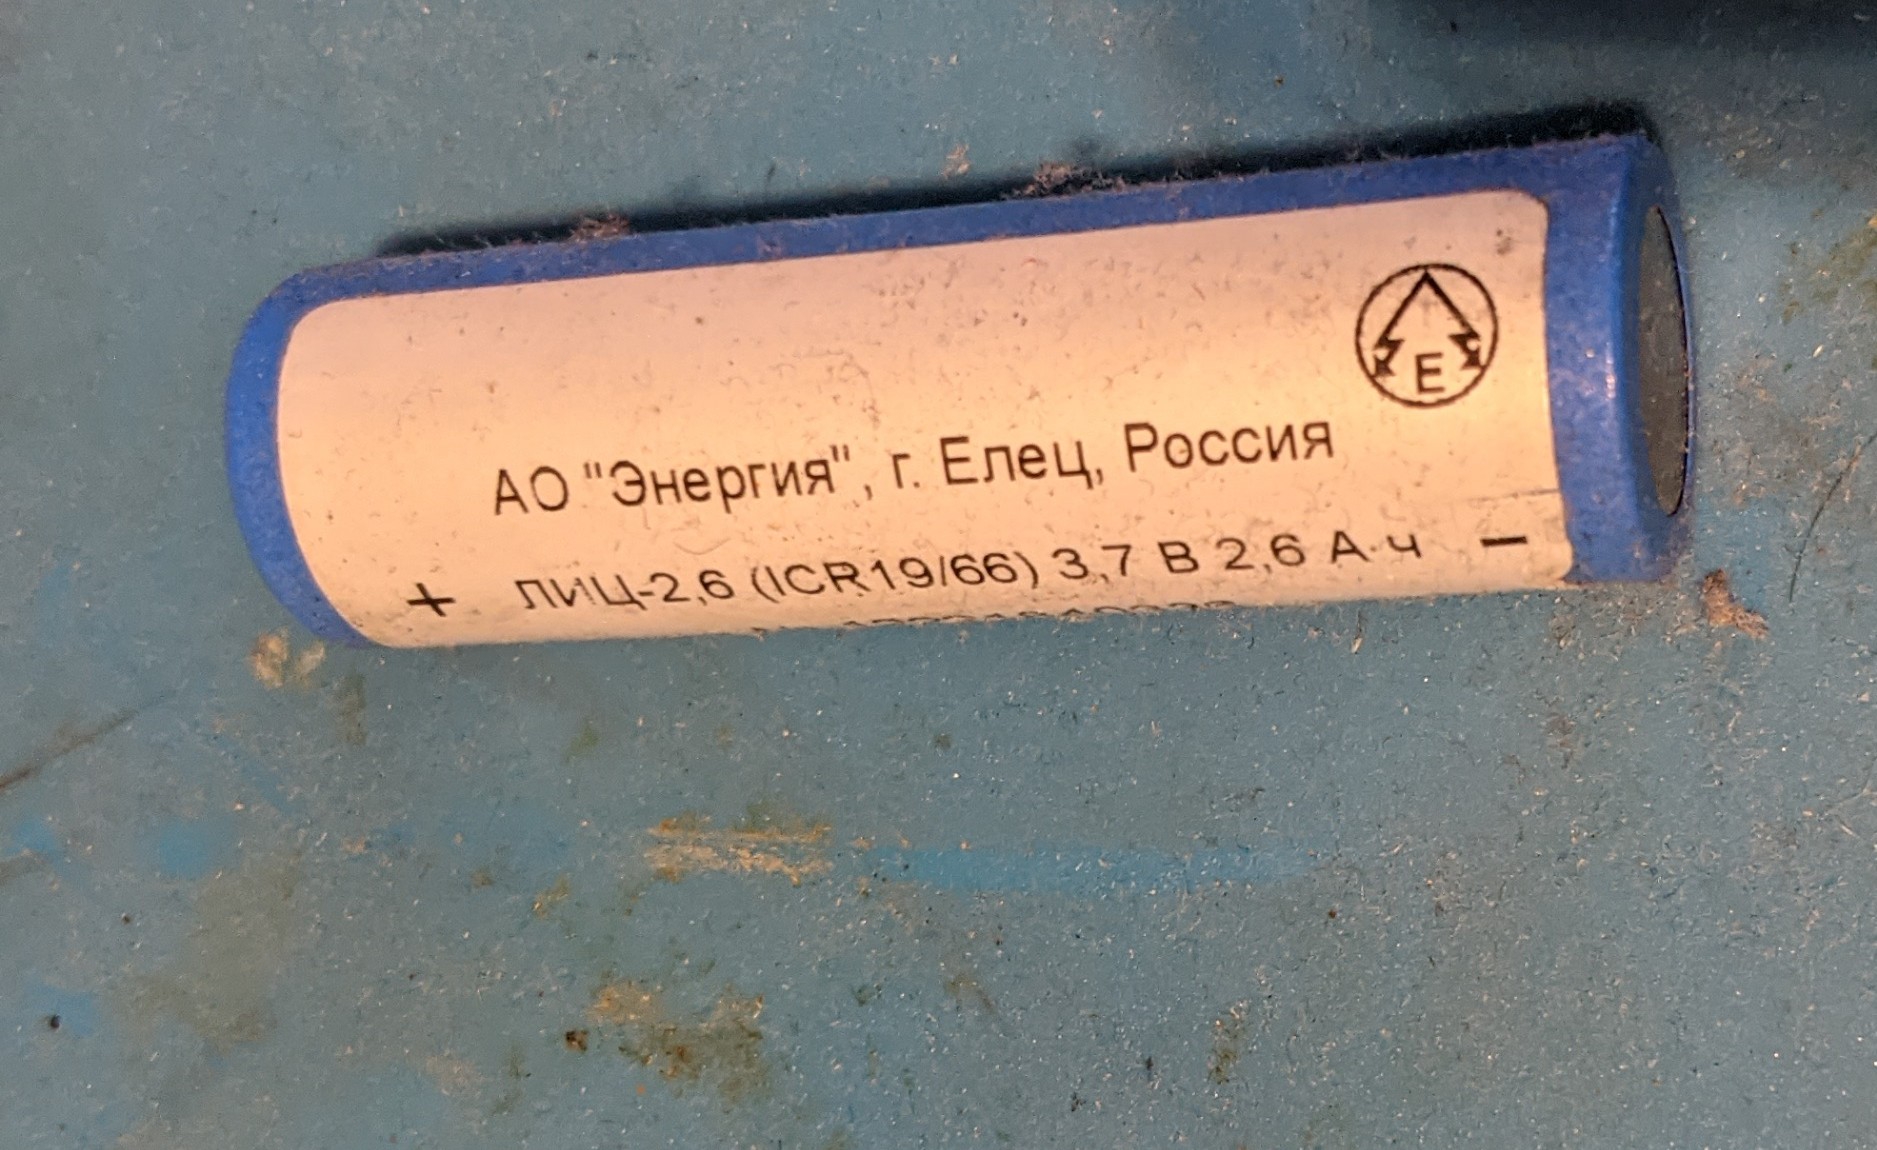 E
АО "Энергия", г. Елец, Россия
+ ЛИЦ-2,6 (ICR19/66) 3,7 В 2,6 А·ч −